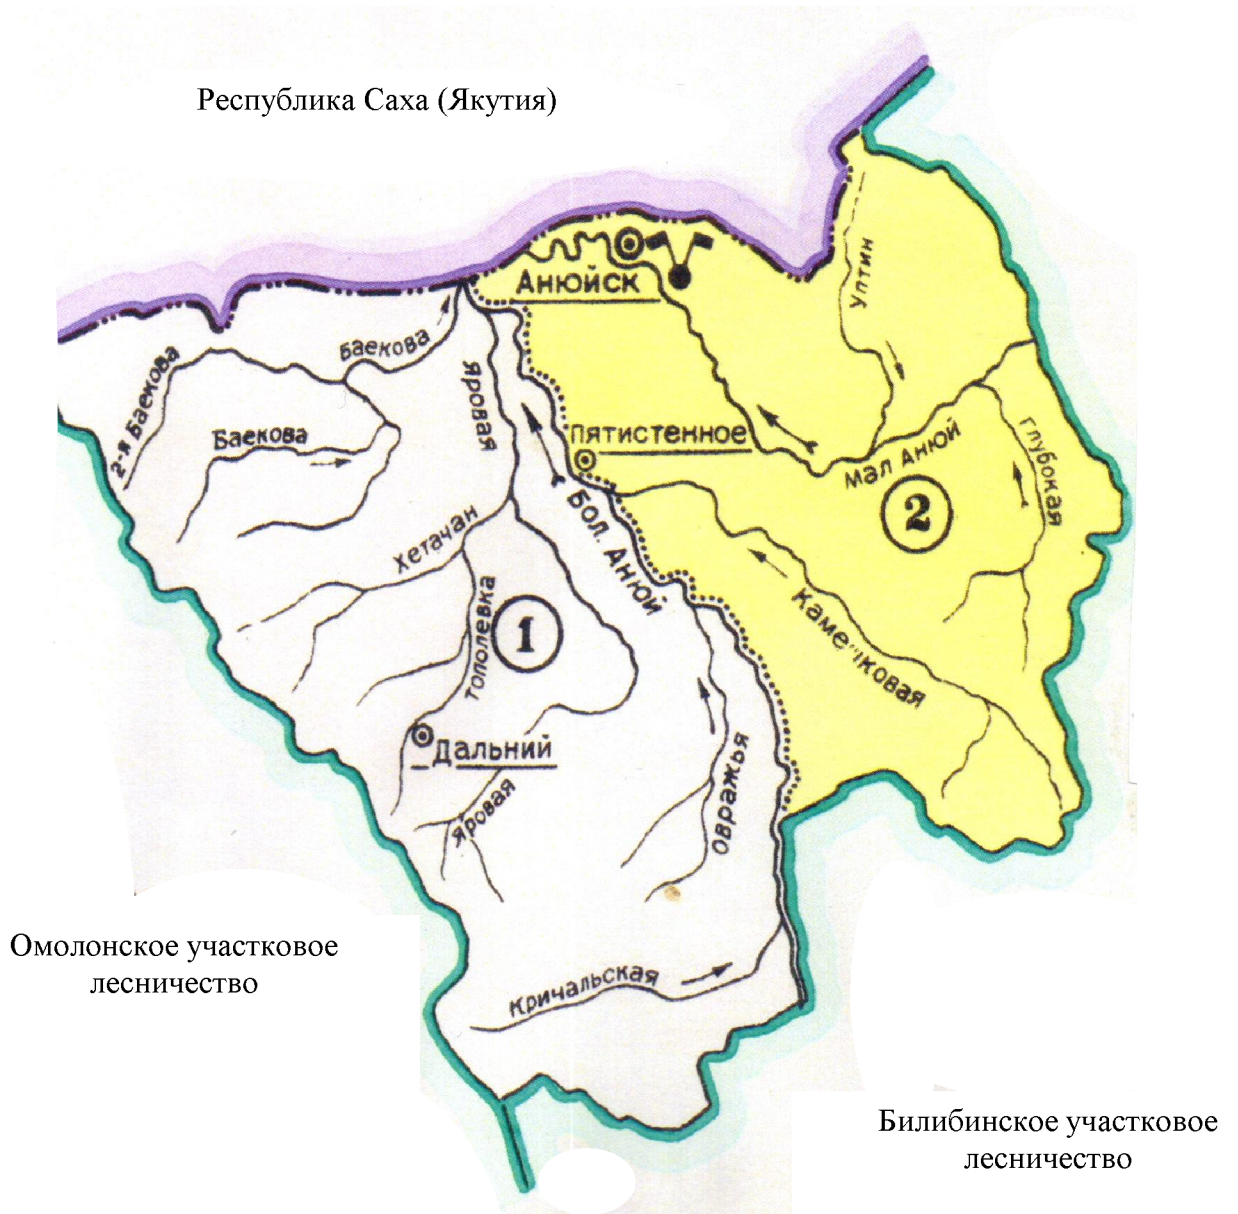 Республика Саха (Якутия)
Анюйск
Уптин
Баекова
2-я Баекова
Яровая
Баекова
Пятистенное
Мал Анюй
Глубокая
2
Хетачан
Бол. Анюй
Тополевка
1
Каменковая
Дальний
Яровая
Овражья
Омолонское участковое
лесничество
Кричальская
Билибинское участковое
лесничество